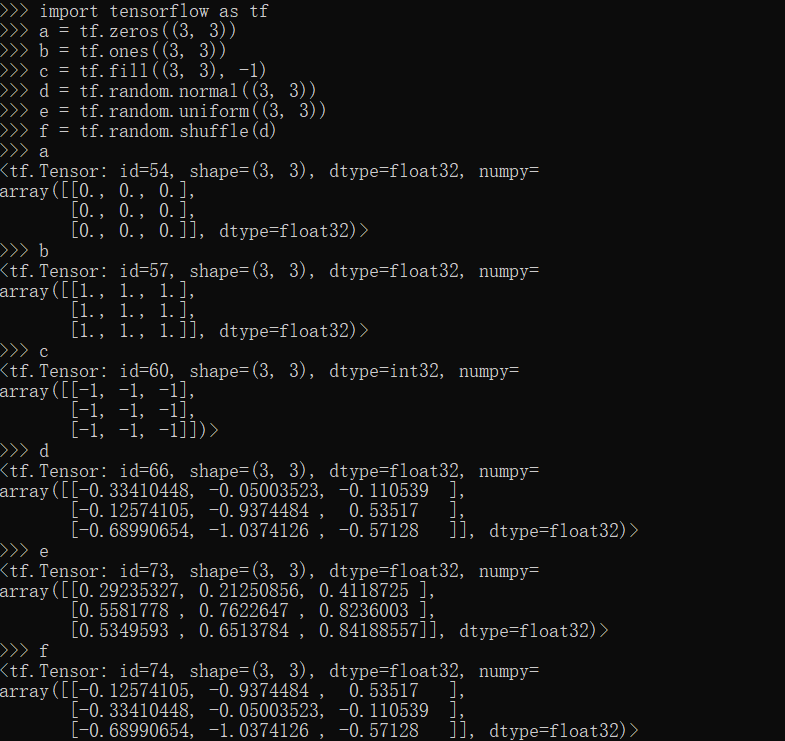 >>> import tensorflow as tf
>>> a = tf.zeros((3, 3))
>>> b = tf.ones((3, 3))
>>> c = tf.fill((3, 3), -1)
>>> d = tf.random.normal((3, 3))
>>> e = tf.random.uniform((3, 3))
>>> f = tf.random.shuffle(d)
>>> a
<tf.Tensor: id=54, shape=(3, 3), dtype=float32, numpy=
array([[0., 0., 0.],
       [0., 0., 0.],
       [0., 0., 0.]], dtype=float32)>
>>> b
<tf.Tensor: id=57, shape=(3, 3), dtype=float32, numpy=
array([[1., 1., 1.],
       [1., 1., 1.],
       [1., 1., 1.]], dtype=float32)>
>>> c
<tf.Tensor: id=60, shape=(3, 3), dtype=int32, numpy=
array([[-1, -1, -1],
       [-1, -1, -1],
       [-1, -1, -1]])>
>>> d
<tf.Tensor: id=66, shape=(3, 3), dtype=float32, numpy=
array([[-0.33410448, -0.05003523, -0.110539  ],
       [-0.12574105, -0.9374484 ,  0.53517   ],
       [-0.68990654, -1.0374126 , -0.57128   ]], dtype=float32)>
>>> e
<tf.Tensor: id=73, shape=(3, 3), dtype=float32, numpy=
array([[0.29235327, 0.21250856, 0.4118725 ],
       [0.5581778 , 0.7622647 , 0.8236003 ],
       [0.5349593 , 0.6513784 , 0.84188557]], dtype=float32)>
>>> f
<tf.Tensor: id=74, shape=(3, 3), dtype=float32, numpy=
array([[-0.12574105, -0.9374484 ,  0.53517   ],
       [-0.33410448, -0.05003523, -0.110539  ],
       [-0.68990654, -1.0374126 , -0.57128   ]], dtype=float32)>